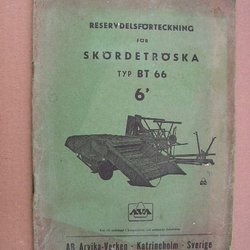 RESERVDELSFÖRTECKNING
FÖR
SKÖRDETRÖSKA
TYP BT 66
6'
AB Arvika-Verken - Katrineholm - Sverige